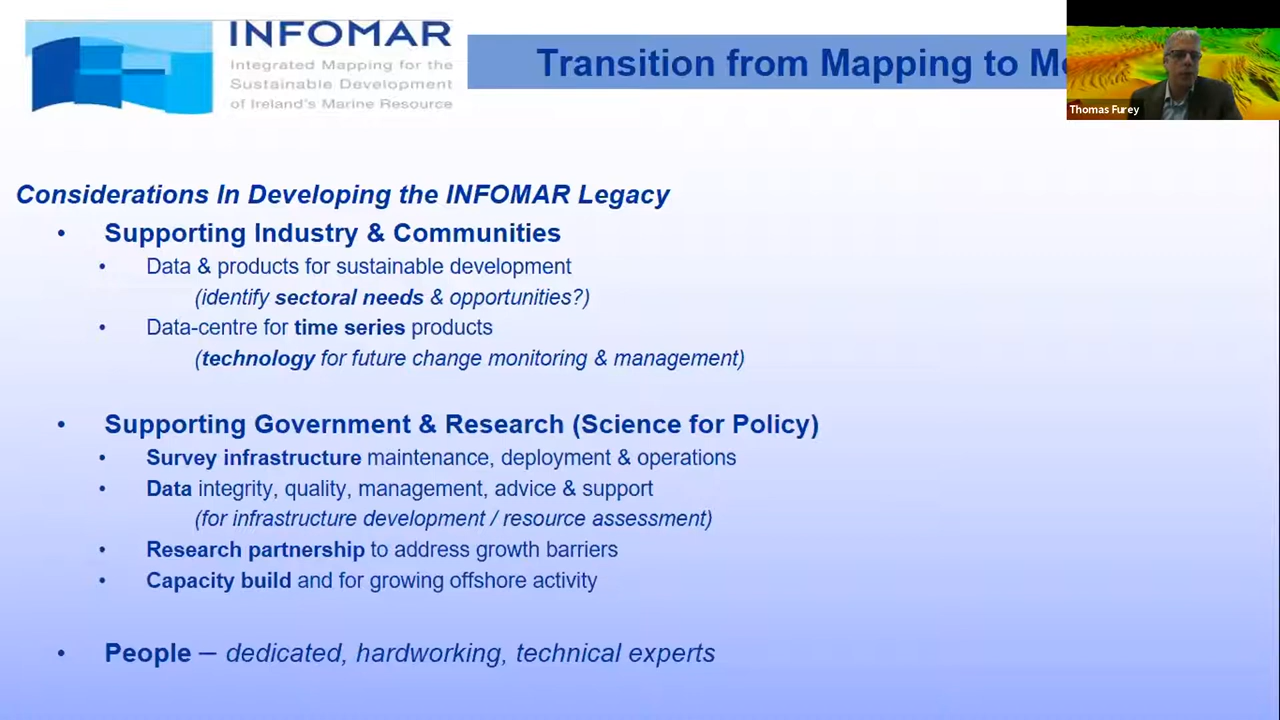 INFOMAR
Integrated Mapping for the
Sustainable Development
of Ireland's Marine Resource
Transition from Mapping to
Thomas Furey
Considerations In Developing the INFOMAR Legacy
• Supporting Industry & Communities
• Data & products for sustainable development
(identify sectoral needs & opportunities?)
• Data-centre for time series products
(technology for future change monitoring & management)
• Supporting Government & Research (Science for Policy)
• Survey infrastructure maintenance, deployment & operations
• Data integrity, quality, management, advice & support
(for infrastructure development / resource assessment)
• Research partnership to address growth barriers
• Capacity build and for growing offshore activity
• People – dedicated, hardworking, technical experts